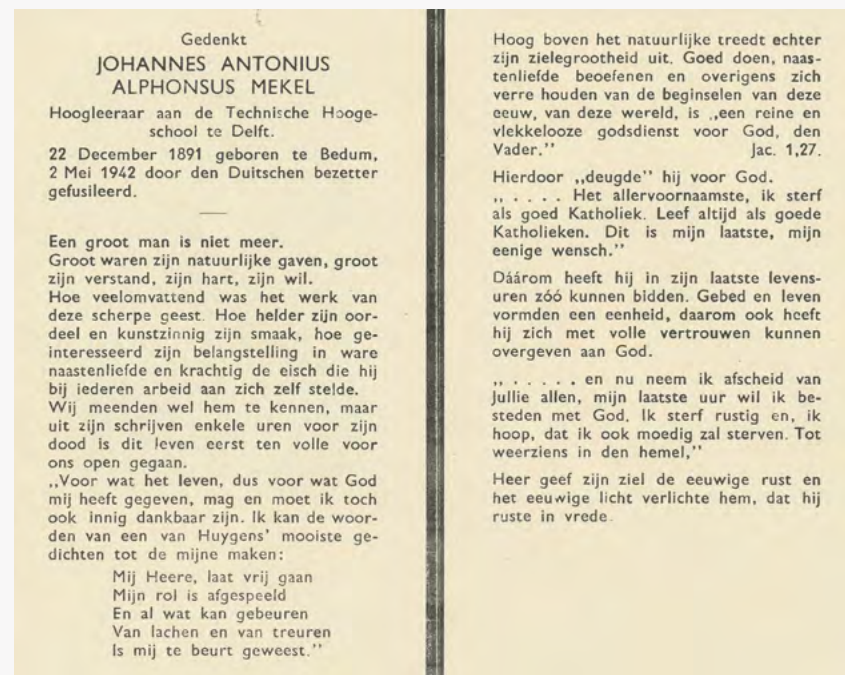 Gedenkt
JOHANNES ANTONIUS
ALPHONSUS MEKEL
Hoogleeraar aan de Technische Hooge-
school te Delft.
22 December 1891 geboren te Bedum,
2 Mei 1942 door den Duitschen bezetter
gefusileerd.
Een groot man is niet meer.
Groot waren zijn natuurlijke gaven, groot
zijn verstand, zijn hart, zijn wil.
Hoe veelomvattend was het werk van
deze scherpe geest. Hoe helder zijn oor-
deel en kunstzinnig zijn smaak, hoe ge-
interesseerd zijn belangstelling in ware
naastenliefde en krachtig de eisch die hij
bij iederen arbeid aan zich zelf stelde.
Wij meenden wel hem te kennen, maar
uit zijn schrijven enkele uren voor zijn
dood is dit leven eerst ten volle voor
ons open gegaan.
„Voor wat het leven, dus voor wat God
mij heeft gegeven, mag en moet ik toch
ook innig dankbaar zijn. Ik kan de woor-
den van een van Huygens' mooiste ge-
dichten tot de mijne maken:
Mij Heere, laat vrij gaan
Mijn rol is afgespeeld
En al wat kan gebeuren
Van lachen en van treuren
Is mij te beurt geweest.”
Hoog boven het natuurlijke treedt echter
zijn zielegrootheid uit. Goed doen, naas-
tenliefde beoefenen en overigens zich
verre houden van de beginselen van deze
eeuw, van deze wereld, is „een reine en
vlekkelooze godsdienst voor God, den
Vader.” Jac. 1,27.
Hierdoor „deugde” hij voor God.
„ . . . . Het allervoornaamste, ik sterf
als goed Katholiek. Leef altijd als goede
Katholieken. Dit is mijn laatste, mijn
eenige wensch.”
Dáárom heeft hij in zijn laatste levens-
uren zóó kunnen bidden. Gebed en leven
vormden een eenheid, daarom ook heeft
hij zich met volle vertrouwen kunnen
overgeven aan God.
„ . . . . . en nu neem ik afscheid van
Jullie allen, mijn laatste uur wil ik be-
steden met God. Ik sterf rustig en, ik
hoop, dat ik ook moedig zal sterven. Tot
weerziens in den hemel,”
Heer geef zijn ziel de eeuwige rust en
het eeuwige licht verlichte hem, dat hij
ruste in vrede.